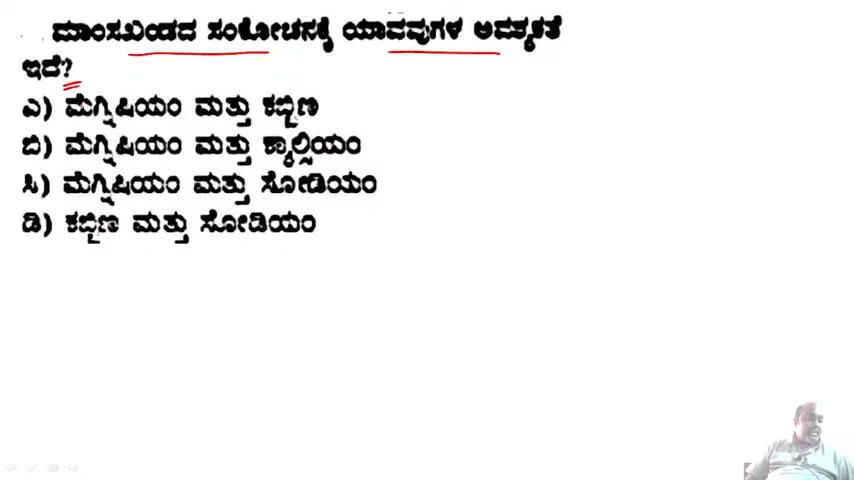 ಮಾಂಸಖಂಡದ ಸಂಕೋಚನಕ್ಕೆ ಯಾವವುಗಳ ಅವಶ್ಯಕತೆ
ಇದೆ?
ಎ) ಮೆಗ್ನಿಷಿಯಂ ಮತ್ತು ಕಬ್ಬಿಣ
ಬಿ) ಮೆಗ್ನಿಷಿಯಂ ಮತ್ತು ಕ್ಯಾಲ್ಸಿಯಂ
ಸಿ) ಮೆಗ್ನಿಷಿಯಂ ಮತ್ತು ಸೋಡಿಯಂ
ಡಿ) ಕಬ್ಬಿಣ ಮತ್ತು ಸೋಡಿಯಂ